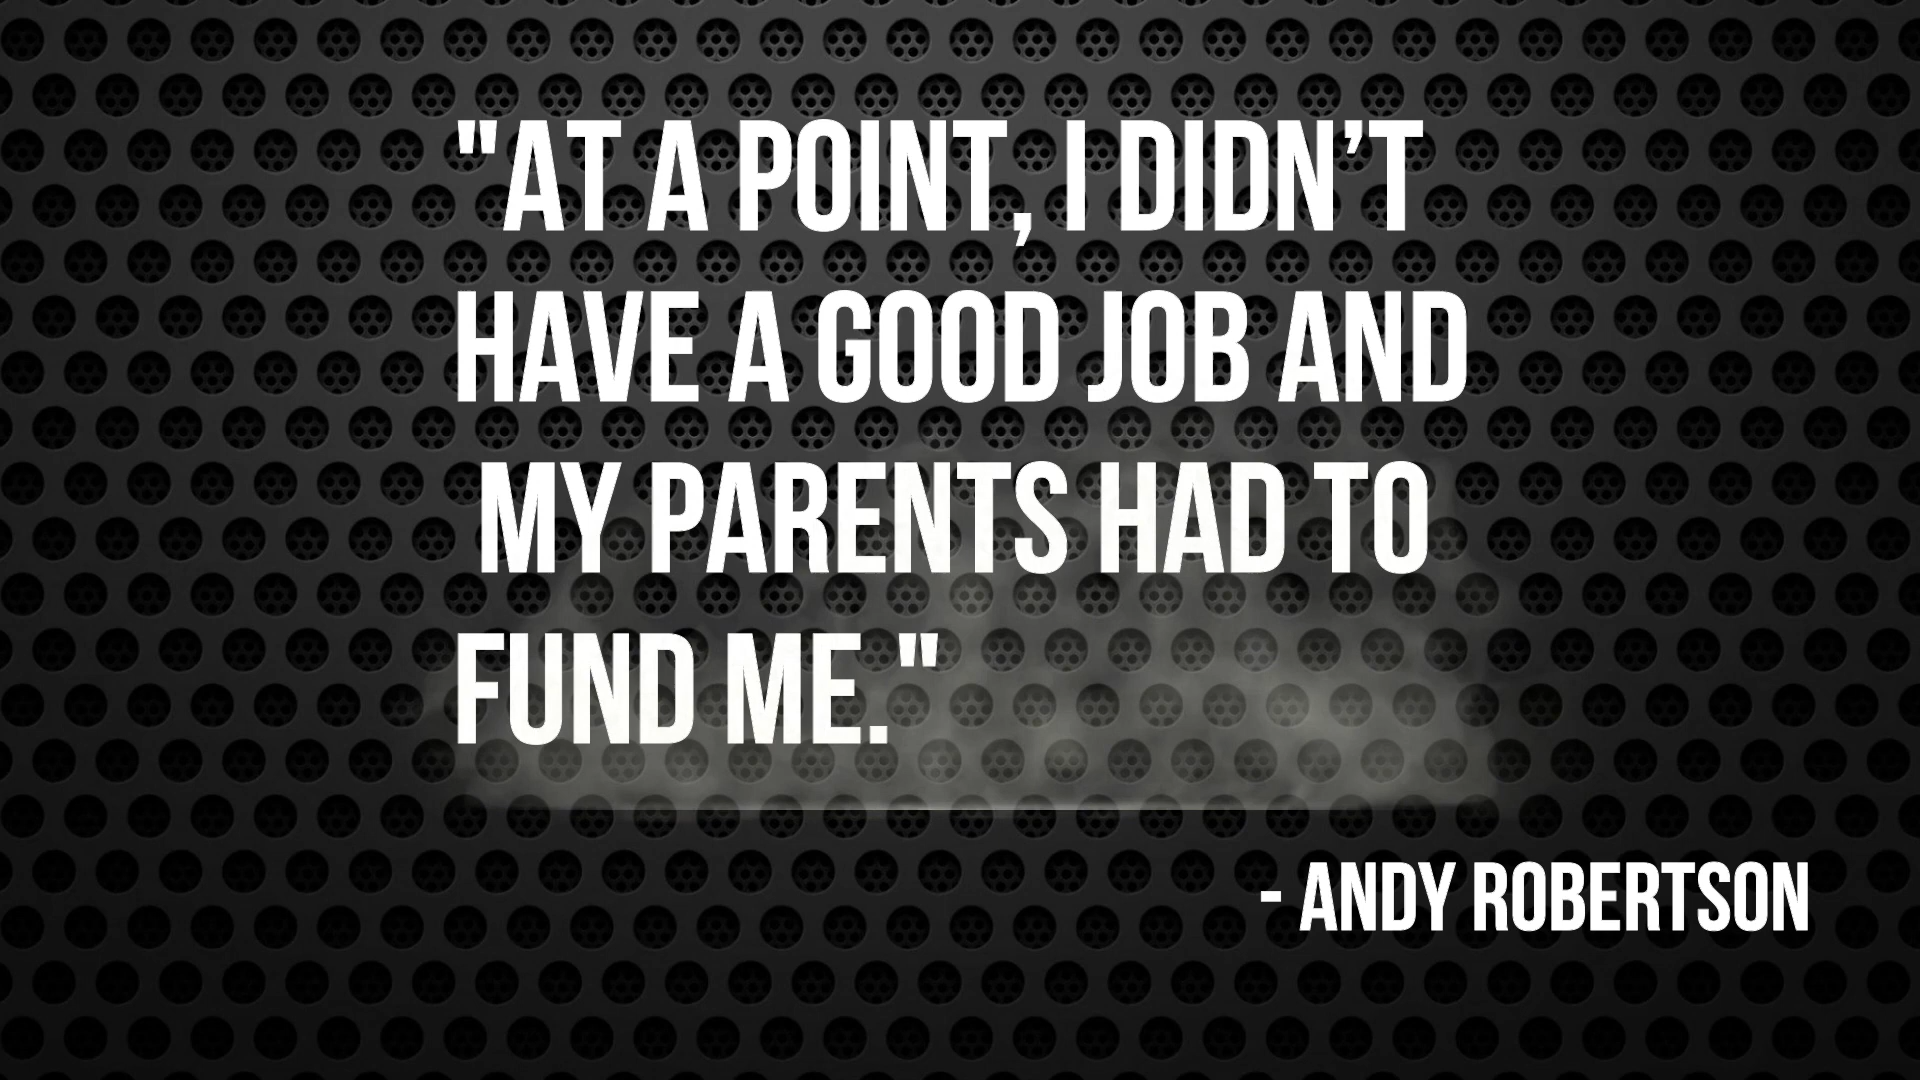 "AT A POINT, I DIDN’T
HAVE A GOOD JOB AND
MY PARENTS HAD TO
FUND ME."
- ANDY ROBERTSON